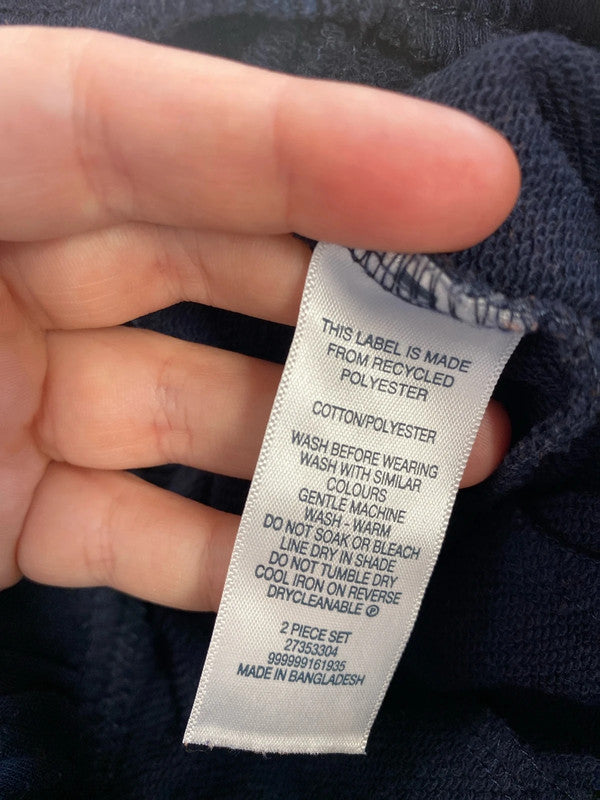 THIS LABEL IS MADE
FROM RECYCLED
POLYESTER
COTTON/POLYESTER
WASH BEFORE WEARING
WASH WITH SIMILAR
COLOURS
GENTLE MACHINE
WASH - WARM
DO NOT SOAK OR BLEACH
LINE DRY IN SHADE
DO NOT TUMBLE DRY
COOL IRON ON REVERSE
DRYCLEANABLE Ⓟ
2 PIECE SET
27353304
999999161935
MADE IN BANGLADESH